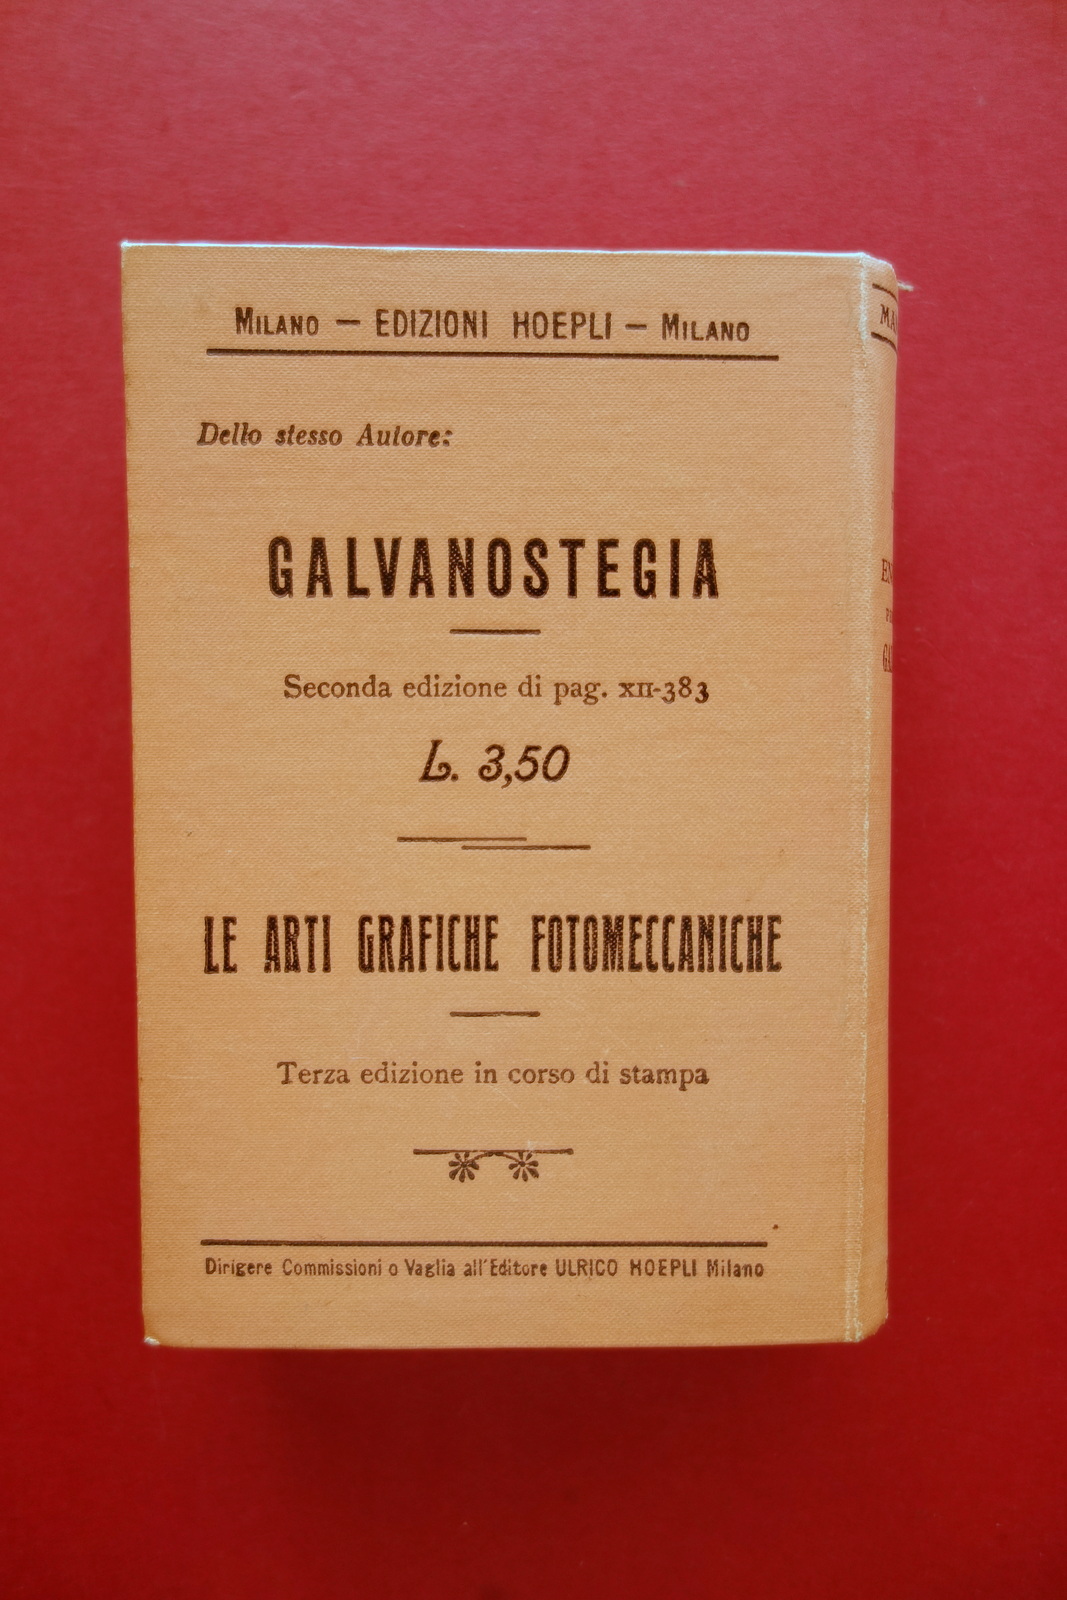 MILANO — EDIZIONI HOEPLI — MILANO
Dello stesso Autore:
GALVANOSTEGIA
Seconda edizione di pag. XII-383
L. 3,50
LE ARTI GRAFICHE FOTOMECCANICHE
Terza edizione in corso di stampa
Dirigere Commissioni o Vaglia all'Editore ULRICO HOEPLI Milano